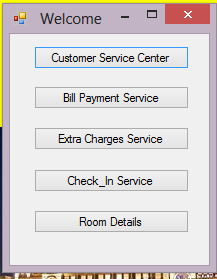 Welcome
Customer Service Center
Bill Payment Service
Extra Charges Service
Check_In Service
Room Details